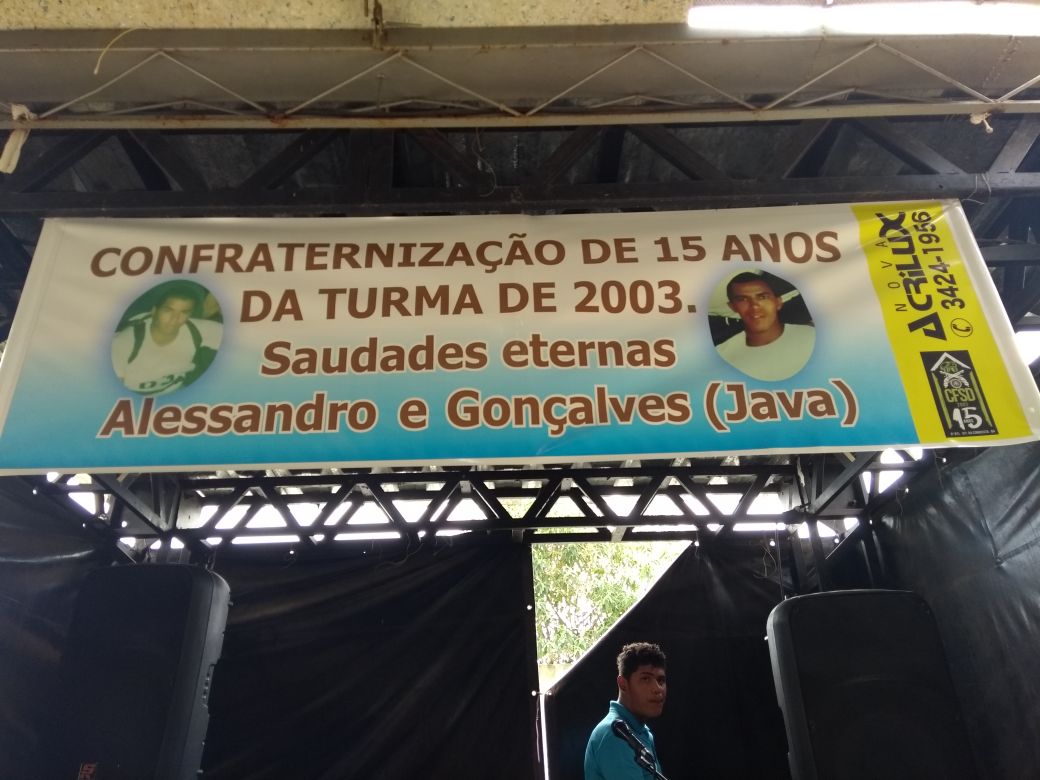 CONFRATERNIZAÇÃO DE 15 ANOS
DA TURMA DE 2003.
Saudades eternas
Alessandro e Gonçalves (Java)
NOVA
ACRiLUX
3424-1956
CFSD
15